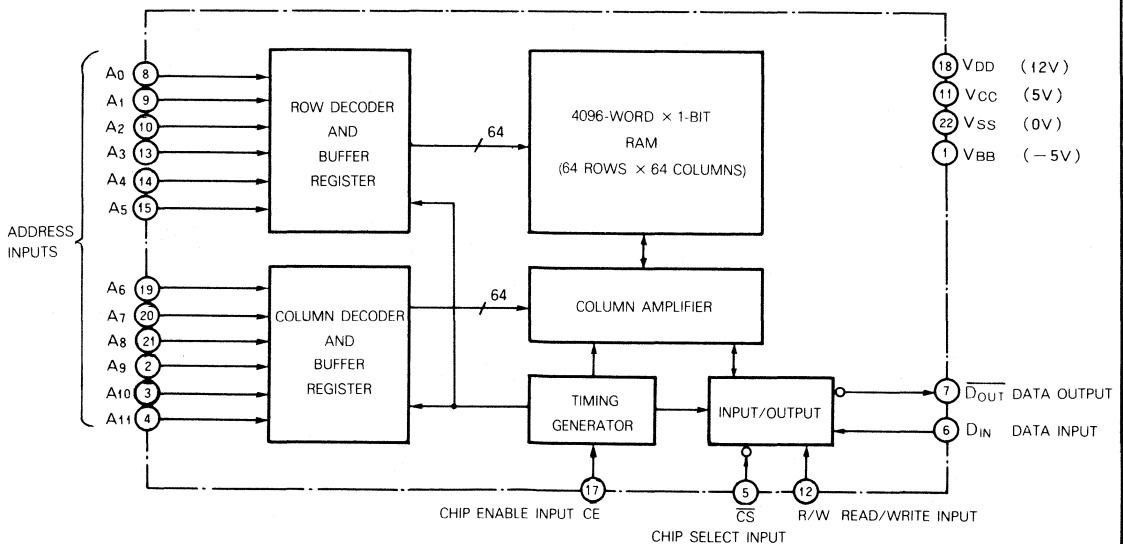 ADDRESS
INPUTS
A0 8
A1 9
A2 10
A3 13
A4 14
A5 15
A6 19
A7 20
A8 21
A9 2
A10 3
A11 4
ROW DECODER
AND
BUFFER
REGISTER
64
4096-WORD × 1-BIT
RAM
(64 ROWS × 64 COLUMNS)
COLUMN DECODER
AND
BUFFER
REGISTER
64
COLUMN AMPLIFIER
TIMING
GENERATOR
INPUT/OUTPUT
18 VDD (12V)
11 VCC (5V)
22 VSS (0V)
1 VBB (−5V)
7 D̅O̅U̅T̅ DATA OUTPUT
6 DIN DATA INPUT
17
CHIP ENABLE INPUT CE
5
C̅S̅
CHIP SELECT INPUT
12
R/W READ/WRITE INPUT